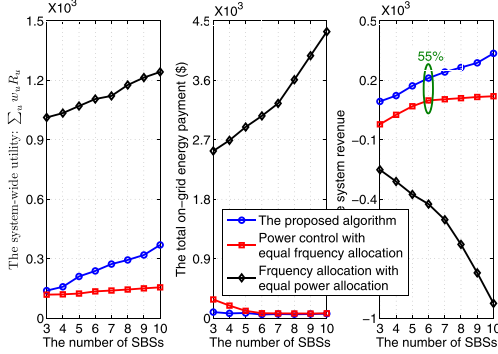 X10³
X10³
X10³
1.5
1.2
0.9
0.6
0.3
0
3 4 5 6 7 8 9 10
The number of SBSs
The system-wide utility: ∑ᵤ wᵤRᵤ
4.5
3.6
2.7
1.8
0.9
0
3 4 5 6 7 8 9 10
The number of SBSs
The total on-grid energy payment ($)
0.5
0.2
−0.1
−0.4
−1
3 4 5 6 7 8 9 10
The number of SBSs
system revenue
55%
The proposed algorithm
Power control with
equal frquency allocation
Frquency allocation with
equal power allocation